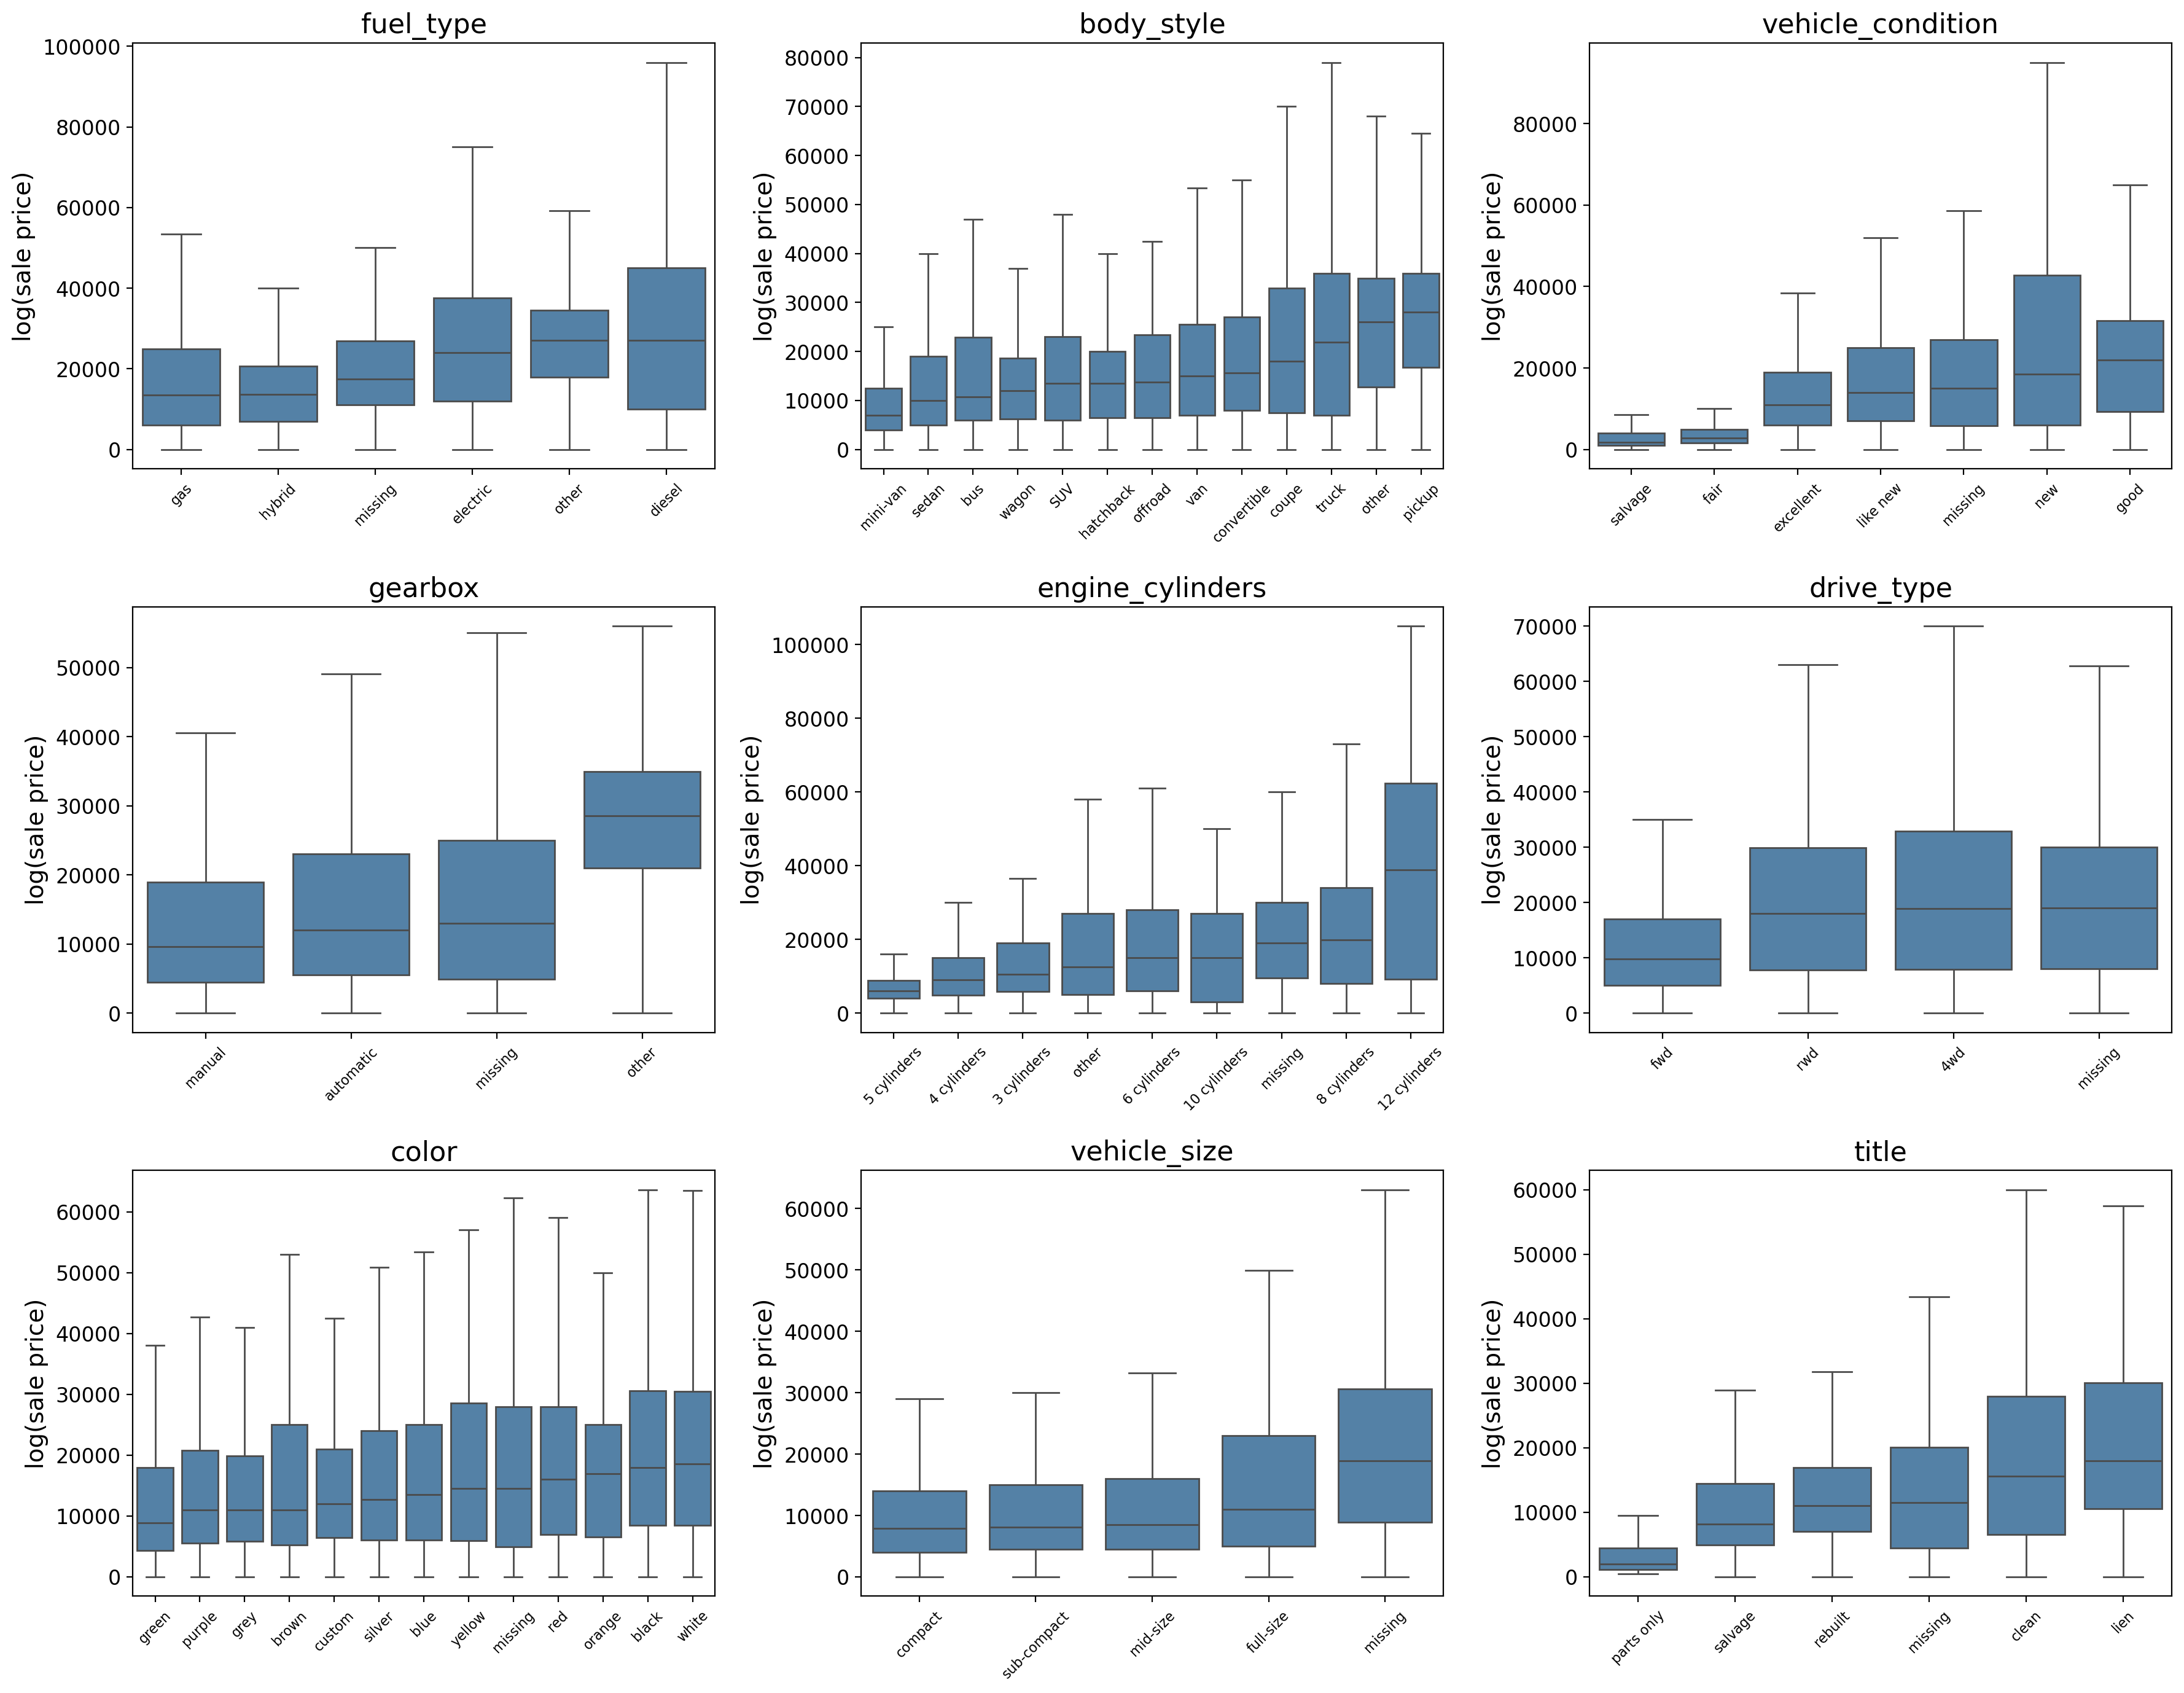 fuel_type
log(sale price)
100000
80000
60000
40000
20000
0
gas
hybrid
missing
electric
other
diesel
body_style
log(sale price)
80000
70000
60000
50000
40000
30000
20000
10000
0
mini-van
sedan
bus
wagon
SUV
hatchback
offroad
van
convertible
coupe
truck
other
pickup
vehicle_condition
log(sale price)
80000
60000
40000
20000
0
salvage
fair
excellent
like new
missing
new
good
gearbox
log(sale price)
50000
40000
30000
20000
10000
0
manual
automatic
missing
other
engine_cylinders
log(sale price)
100000
80000
60000
40000
20000
0
5 cylinders
4 cylinders
3 cylinders
other
6 cylinders
10 cylinders
missing
8 cylinders
12 cylinders
drive_type
log(sale price)
70000
60000
50000
40000
30000
20000
10000
0
fwd
rwd
4wd
missing
color
log(sale price)
60000
50000
40000
30000
20000
10000
0
green
purple
grey
brown
custom
silver
blue
yellow
missing
red
orange
black
white
vehicle_size
log(sale price)
60000
50000
40000
30000
20000
10000
0
compact
sub-compact
mid-size
full-size
missing
title
log(sale price)
60000
50000
40000
30000
20000
10000
0
parts only
salvage
rebuilt
missing
clean
lien